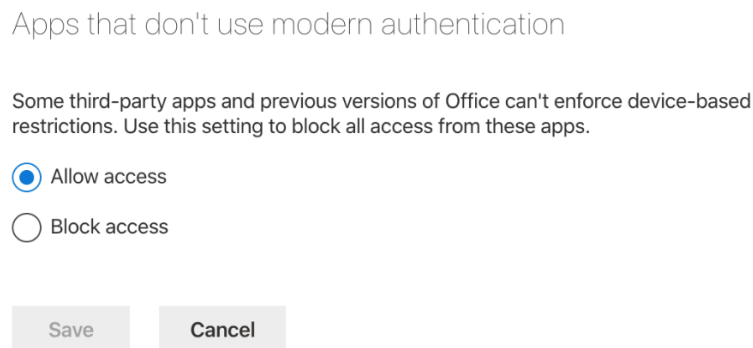 Apps that don't use modern authentication
Some third-party apps and previous versions of Office can't enforce device-based
restrictions. Use this setting to block all access from these apps.
Allow access
Block access
Save Cancel